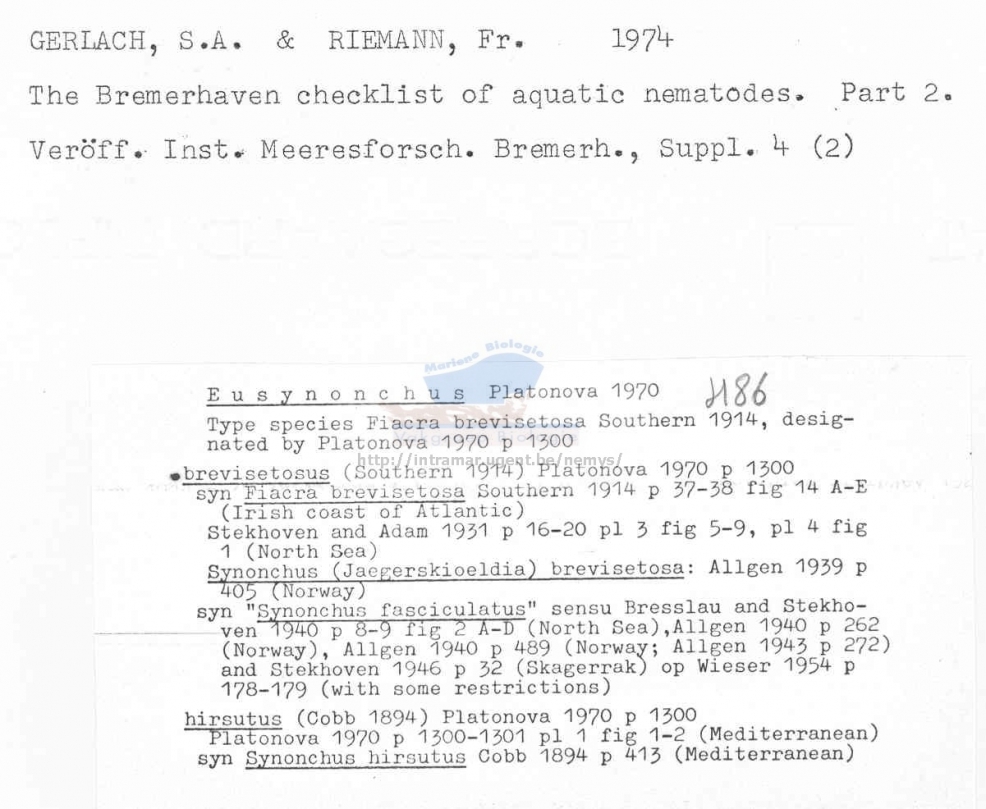 GERLACH, S.A. & RIEMANN, Fr. 1974
The Bremerhaven checklist of aquatic nematodes. Part 2.
Veröff. Inst. Meeresforsch. Bremerh., Suppl. 4 (2)
Mariene Biologie
Eusynonchus Platonova 1970
Type species Fiacra brevisetosa Southern 1914, desig-
nated by Platonova 1970 p 1300
http://intramar.ugent.be/nemys/
brevisetosus (Southern 1914) Platonova 1970 p 1300
syn Fiacra brevisetosa Southern 1914 p 37-38 fig 14 A-E
(Irish coast of Atlantic)
Stekhoven and Adam 1931 p 16-20 pl 3 fig 5-9, pl 4 fig
1 (North Sea)
Synonchus (Jaegerskioeldia) brevisetosa: Allgen 1939 p
405 (Norway)
syn "Synonchus fasciculatus" sensu Bresslau and Stekho-
ven 1940 p 8-9 fig 2 A-D (North Sea),Allgen 1940 p 262
(Norway), Allgen 1940 p 489 (Norway; Allgen 1943 p 272)
and Stekhoven 1946 p 32 (Skagerrak) op Wieser 1954 p
178-179 (with some restrictions)
hirsutus (Cobb 1894) Platonova 1970 p 1300
Platonova 1970 p 1300-1301 pl 1 fig 1-2 (Mediterranean)
syn Synonchus hirsutus Cobb 1894 p 413 (Mediterranean)